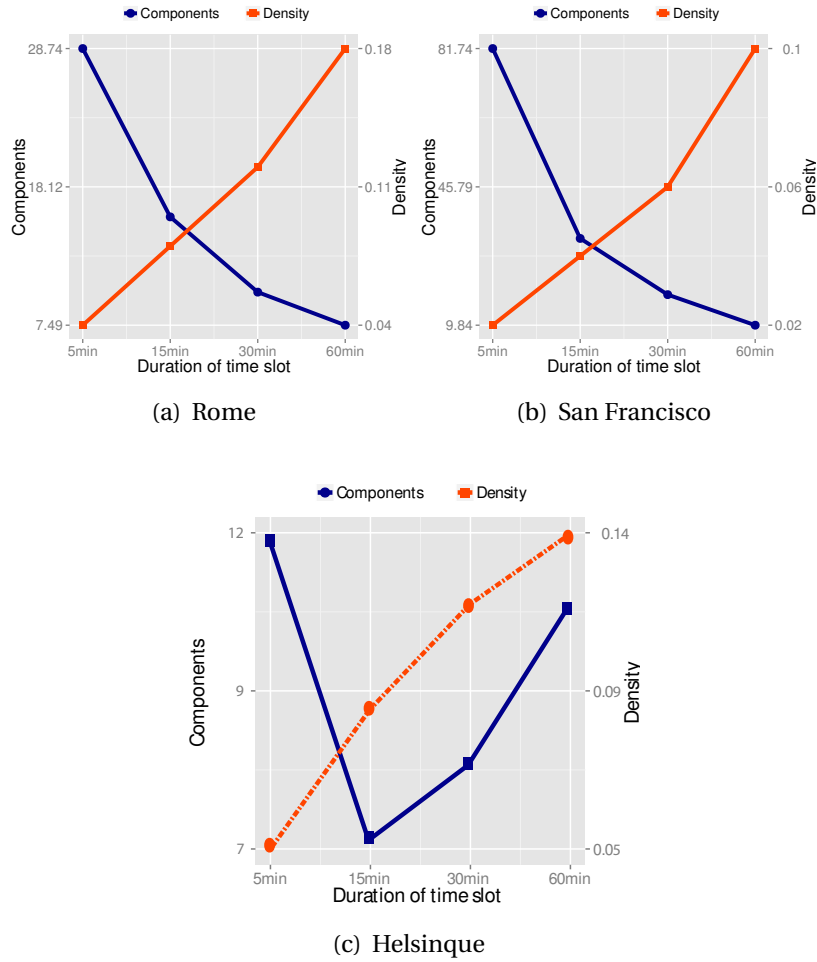 Components Density
28.74
18.12
7.49
Components
0.18
0.11
0.04
Density
5min 15min 30min 60min
Duration of time slot
(a) Rome
Components Density
81.74
45.79
9.84
Components
0.1
0.06
0.02
Density
5min 15min 30min 60min
Duration of time slot
(b) San Francisco
Components Density
12
9
7
Components
0.14
0.09
0.05
Density
5min 15min 30min 60min
Duration of time slot
(c) Helsinque